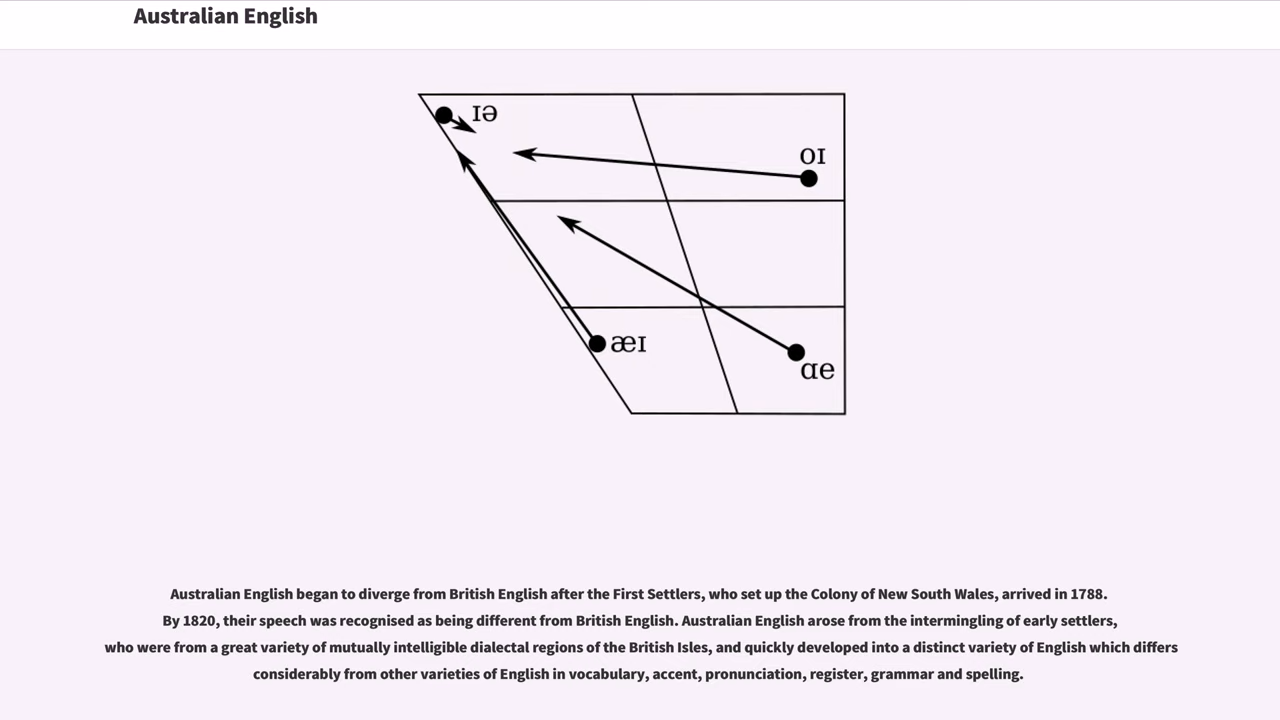 Australian English
ɪə
oɪ
æɪ
ɑe
Australian English began to diverge from British English after the First Settlers, who set up the Colony of New South Wales, arrived in 1788.
By 1820, their speech was recognised as being different from British English. Australian English arose from the intermingling of early settlers,
who were from a great variety of mutually intelligible dialectal regions of the British Isles, and quickly developed into a distinct variety of English which differs
considerably from other varieties of English in vocabulary, accent, pronunciation, register, grammar and spelling.